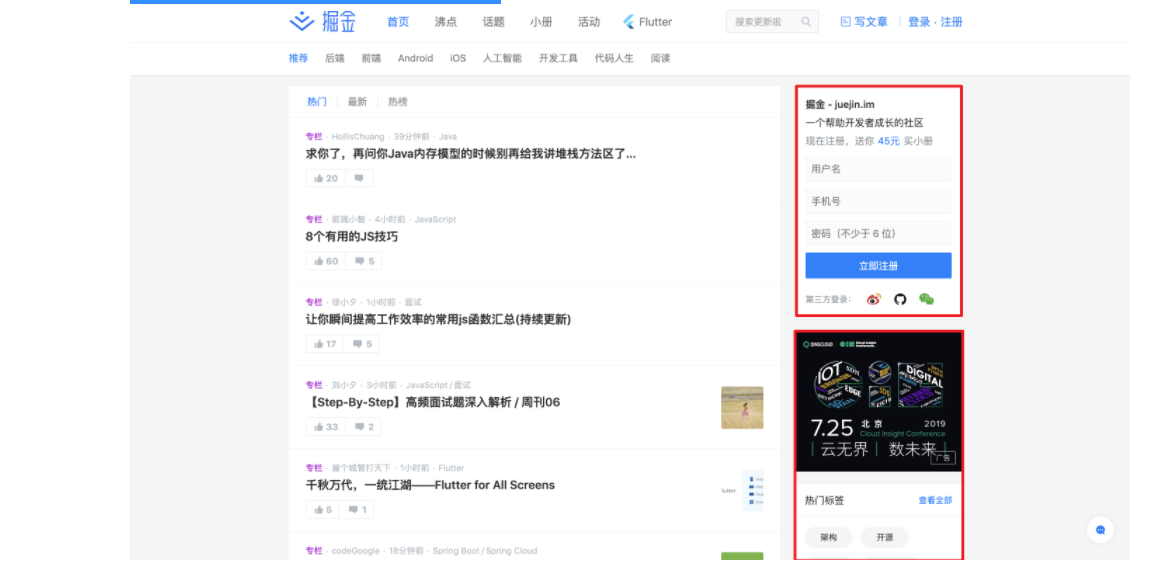 掘金 首页 沸点 话题 小册 活动 Flutter 搜索更新啦 写文章 登录 · 注册
推荐 后端 前端 Android iOS 人工智能 开发工具 代码人生 阅读
热门 最新 热榜
专栏 · HollisChuang · 39分钟前 · Java
求你了，再问你Java内存模型的时候别再给我讲堆栈方法区了...
20
专栏 · 前端小智 · 4小时前 · JavaScript
8个有用的JS技巧
60 5
专栏 · 徐小夕 · 1小时前 · 面试
让你瞬间提高工作效率的常用js函数汇总(持续更新)
17 5
专栏 · 刘小夕 · 3小时前 · JavaScript / 面试
【Step-By-Step】高频面试题深入解析 / 周刊06
33 2
专栏 · 雇个城管打天下 · 1小时前 · Flutter
千秋万代，一统江湖——Flutter for All Screens
5 1
flutter
专栏 · codeGoogle · 18分钟前 · Spring Boot / Spring Cloud
掘金 - juejin.im
一个帮助开发者成长的社区
现在注册，送你 45元 买小册
用户名
手机号
密码（不少于 6 位）
立即注册
第三方登录：
QINGCLOUD
IOT
EDGE
DIGITAL
7.25 北京 2019
Cloud Insight Conference
云无界 数未来
广告
热门标签 查看全部
架构 开源